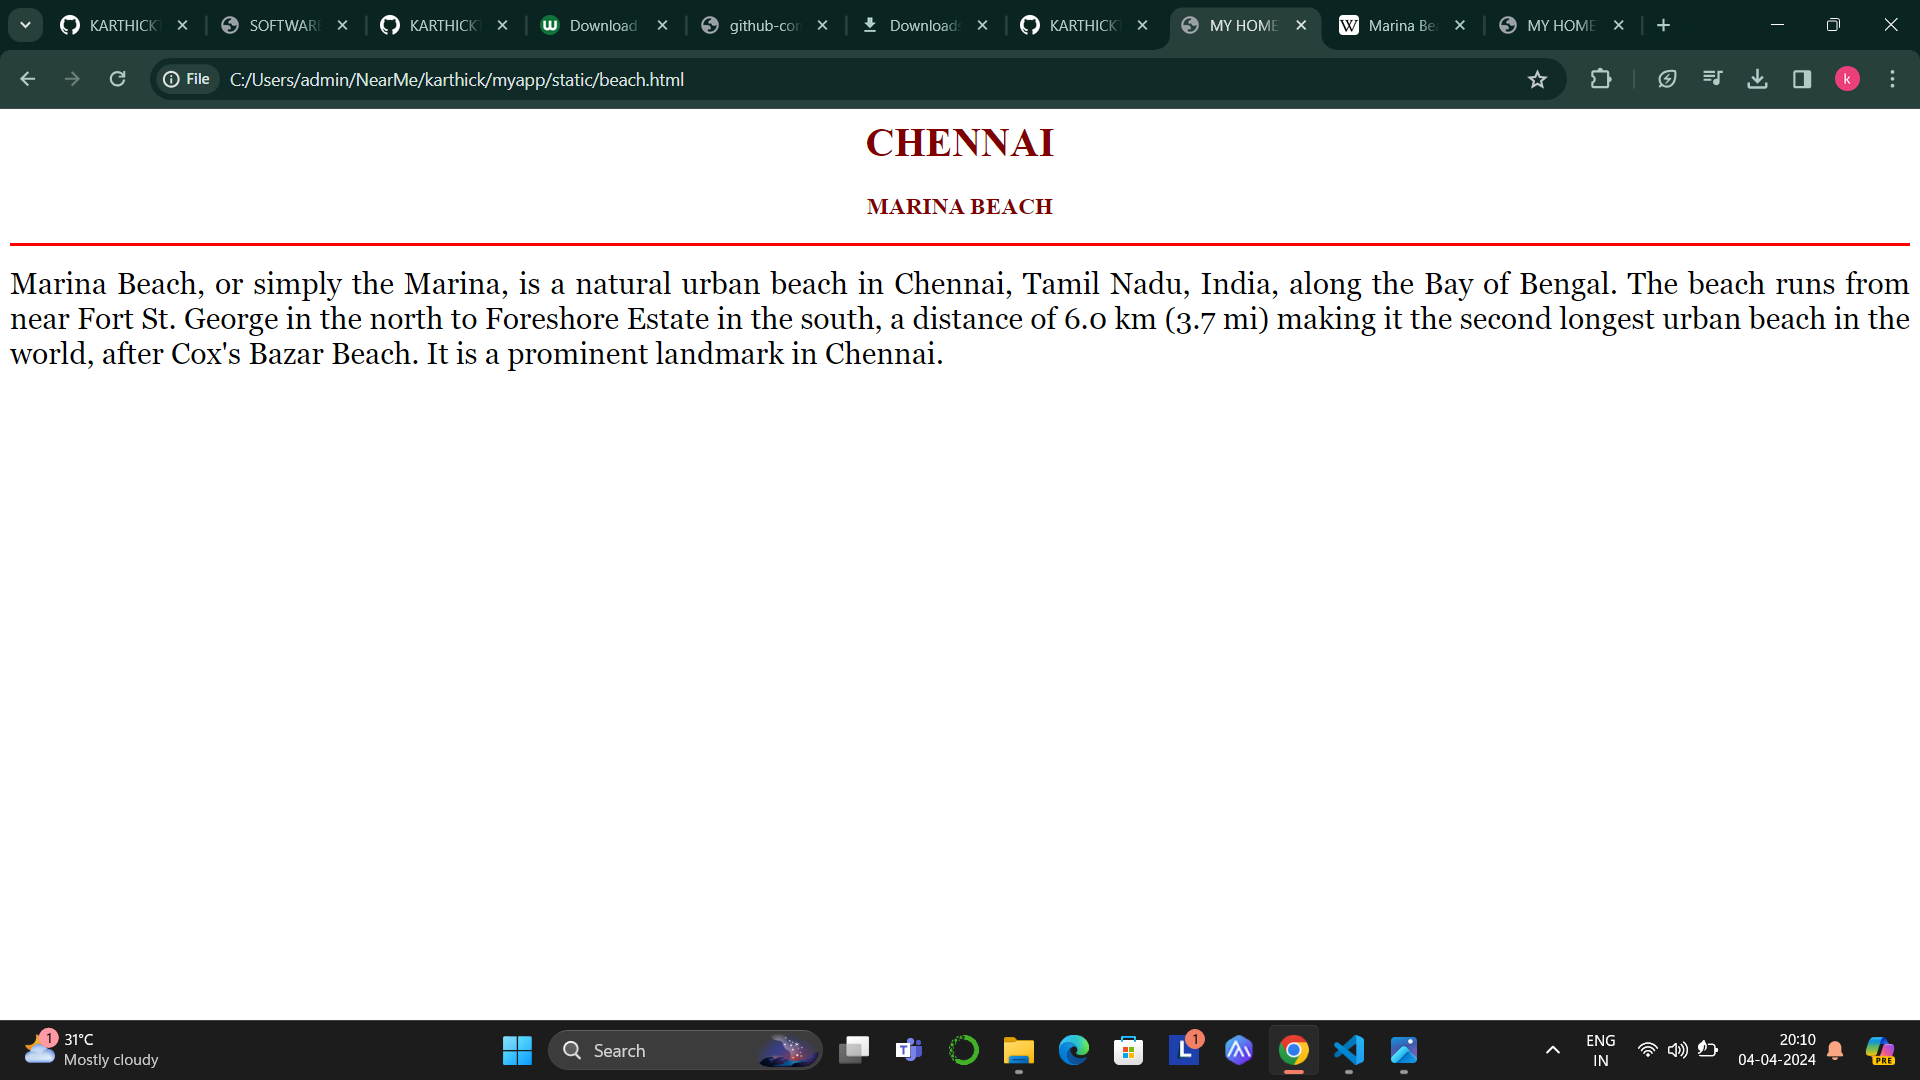 KARTHICK
SOFTWAR
KARTHICK
Download
github-con
Downloads
KARTHICK
MY HOME
W Marina Be
MY HOME
File C:/Users/admin/NearMe/karthick/myapp/static/beach.html
k
CHENNAI
MARINA BEACH
Marina Beach, or simply the Marina, is a natural urban beach in Chennai, Tamil Nadu, India, along the Bay of Bengal. The beach runs from
near Fort St. George in the north to Foreshore Estate in the south, a distance of 6.0 km (3.7 mi) making it the second longest urban beach in the
world, after Cox's Bazar Beach. It is a prominent landmark in Chennai.
1
31°C
Mostly cloudy
Search
L 1
ENG
IN
20:10
04-04-2024
PRE